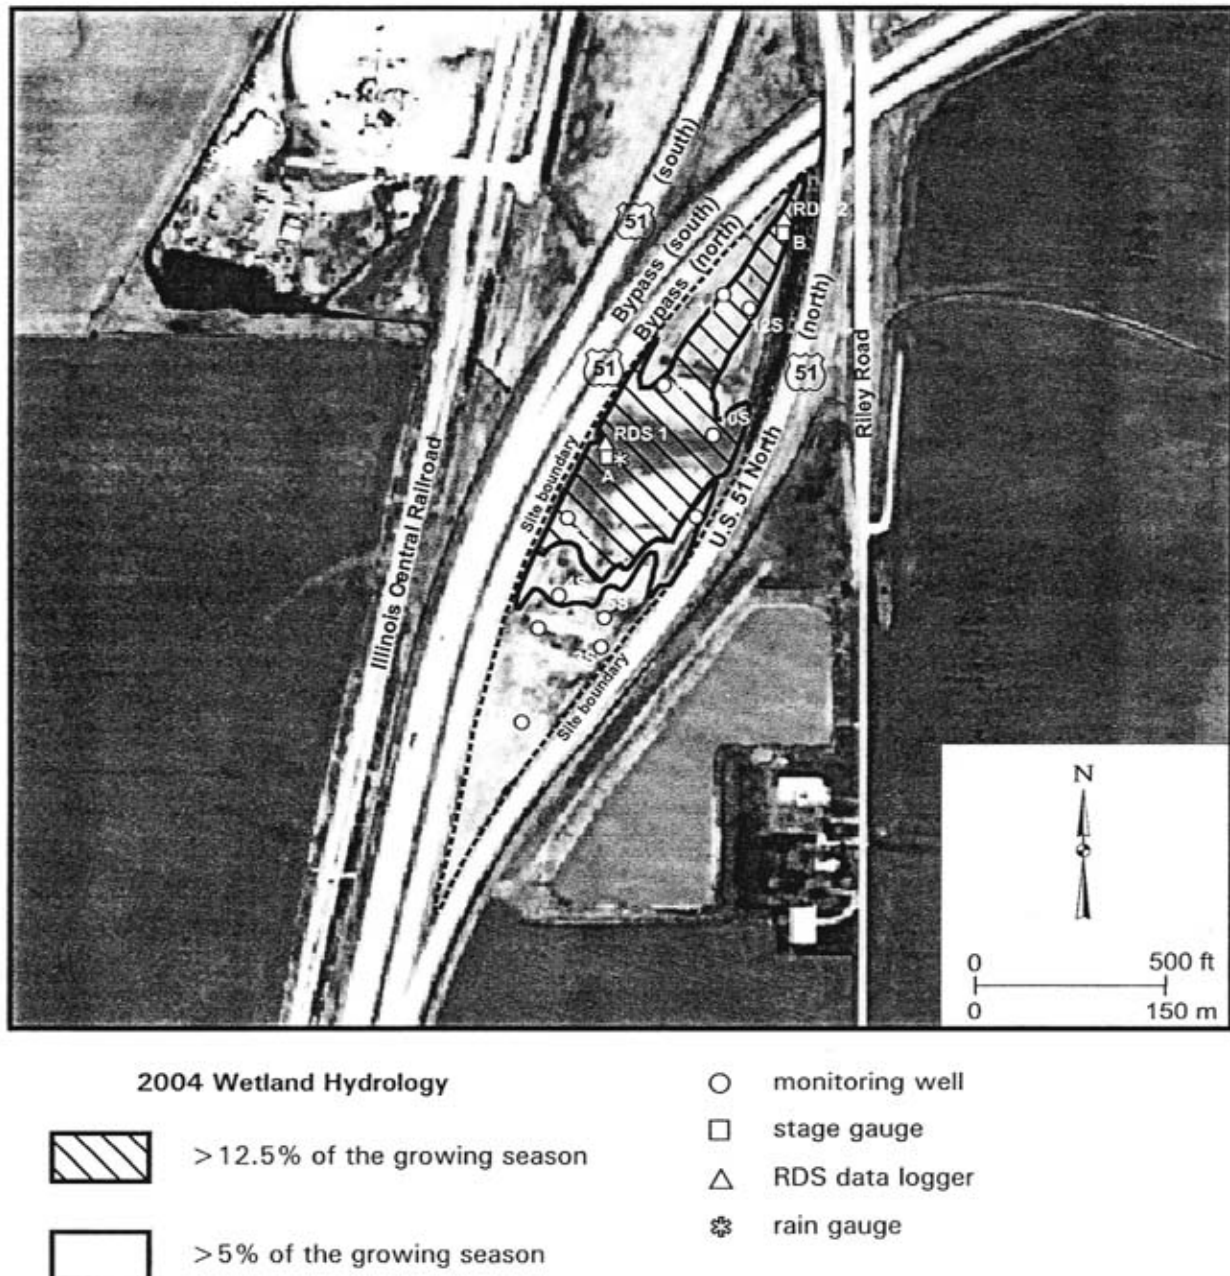 (south)
51
Bypass (south)
Bypass (north)
RDS 2
B
12S
(north)
51
51
Riley Road
RDS 1
A
Site boundary
U.S. 51 North
Illinois Central Railroad
Site boundary
N
0 500 ft
0 150 m
2004 Wetland Hydrology
>12.5% of the growing season
>5% of the growing season
monitoring well
stage gauge
RDS data logger
rain gauge